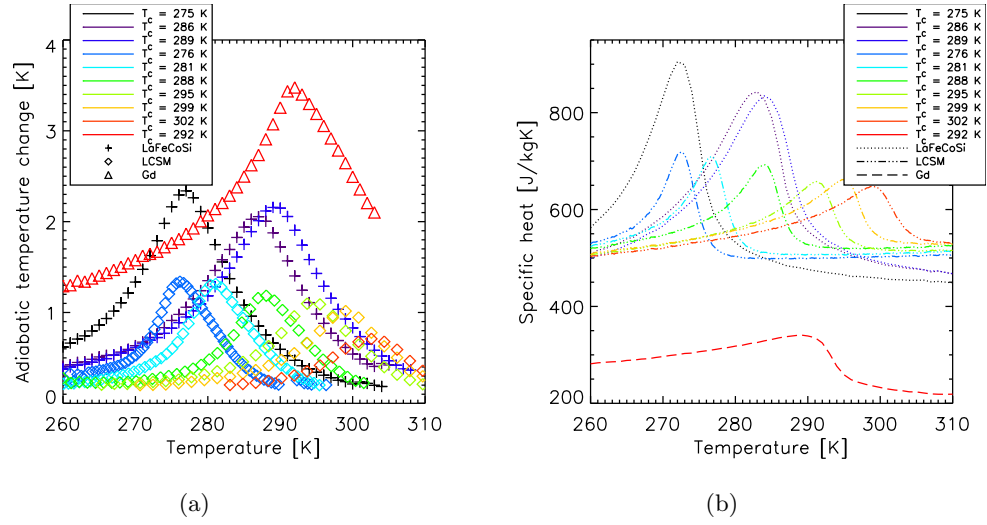 T_c = 275 K
T_c = 286 K
T_c = 289 K
T_c = 276 K
T_c = 281 K
T_c = 288 K
T_c = 295 K
T_c = 299 K
T_c = 302 K
T_c = 292 K
LaFeCoSi
LCSM
Gd
Adiabatic temperature change [K]
4
3
2
1
0
260 270 280 290 300 310
Temperature [K]
(a)
T_c = 275 K
T_c = 286 K
T_c = 289 K
T_c = 276 K
T_c = 281 K
T_c = 288 K
T_c = 295 K
T_c = 299 K
T_c = 302 K
T_c = 292 K
LaFeCoSi
LCSM
Gd
Specific heat [J/kgK]
800
600
450
300
200
260 270 280 290 300 310
Temperature [K]
(b)